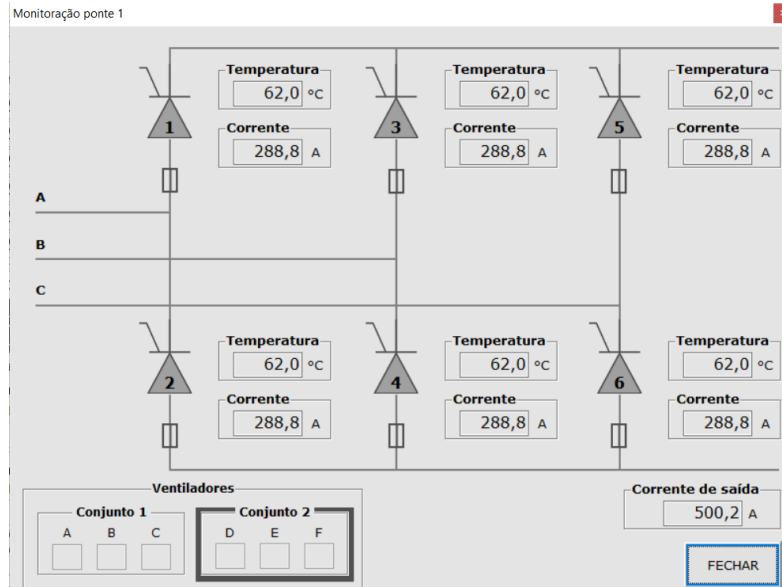 Monitoração ponte 1
Temperatura Temperatura Temperatura
62,0 °C 62,0 °C 62,0 °C
1 3 5
Corrente Corrente Corrente
288,8 A 288,8 A 288,8 A
A
B
C
Temperatura Temperatura Temperatura
62,0 °C 62,0 °C 62,0 °C
2 4 6
Corrente Corrente Corrente
288,8 A 288,8 A 288,8 A
Ventiladores
Corrente de saída
500,2 A
Conjunto 1 Conjunto 2
A B C D E F
FECHAR